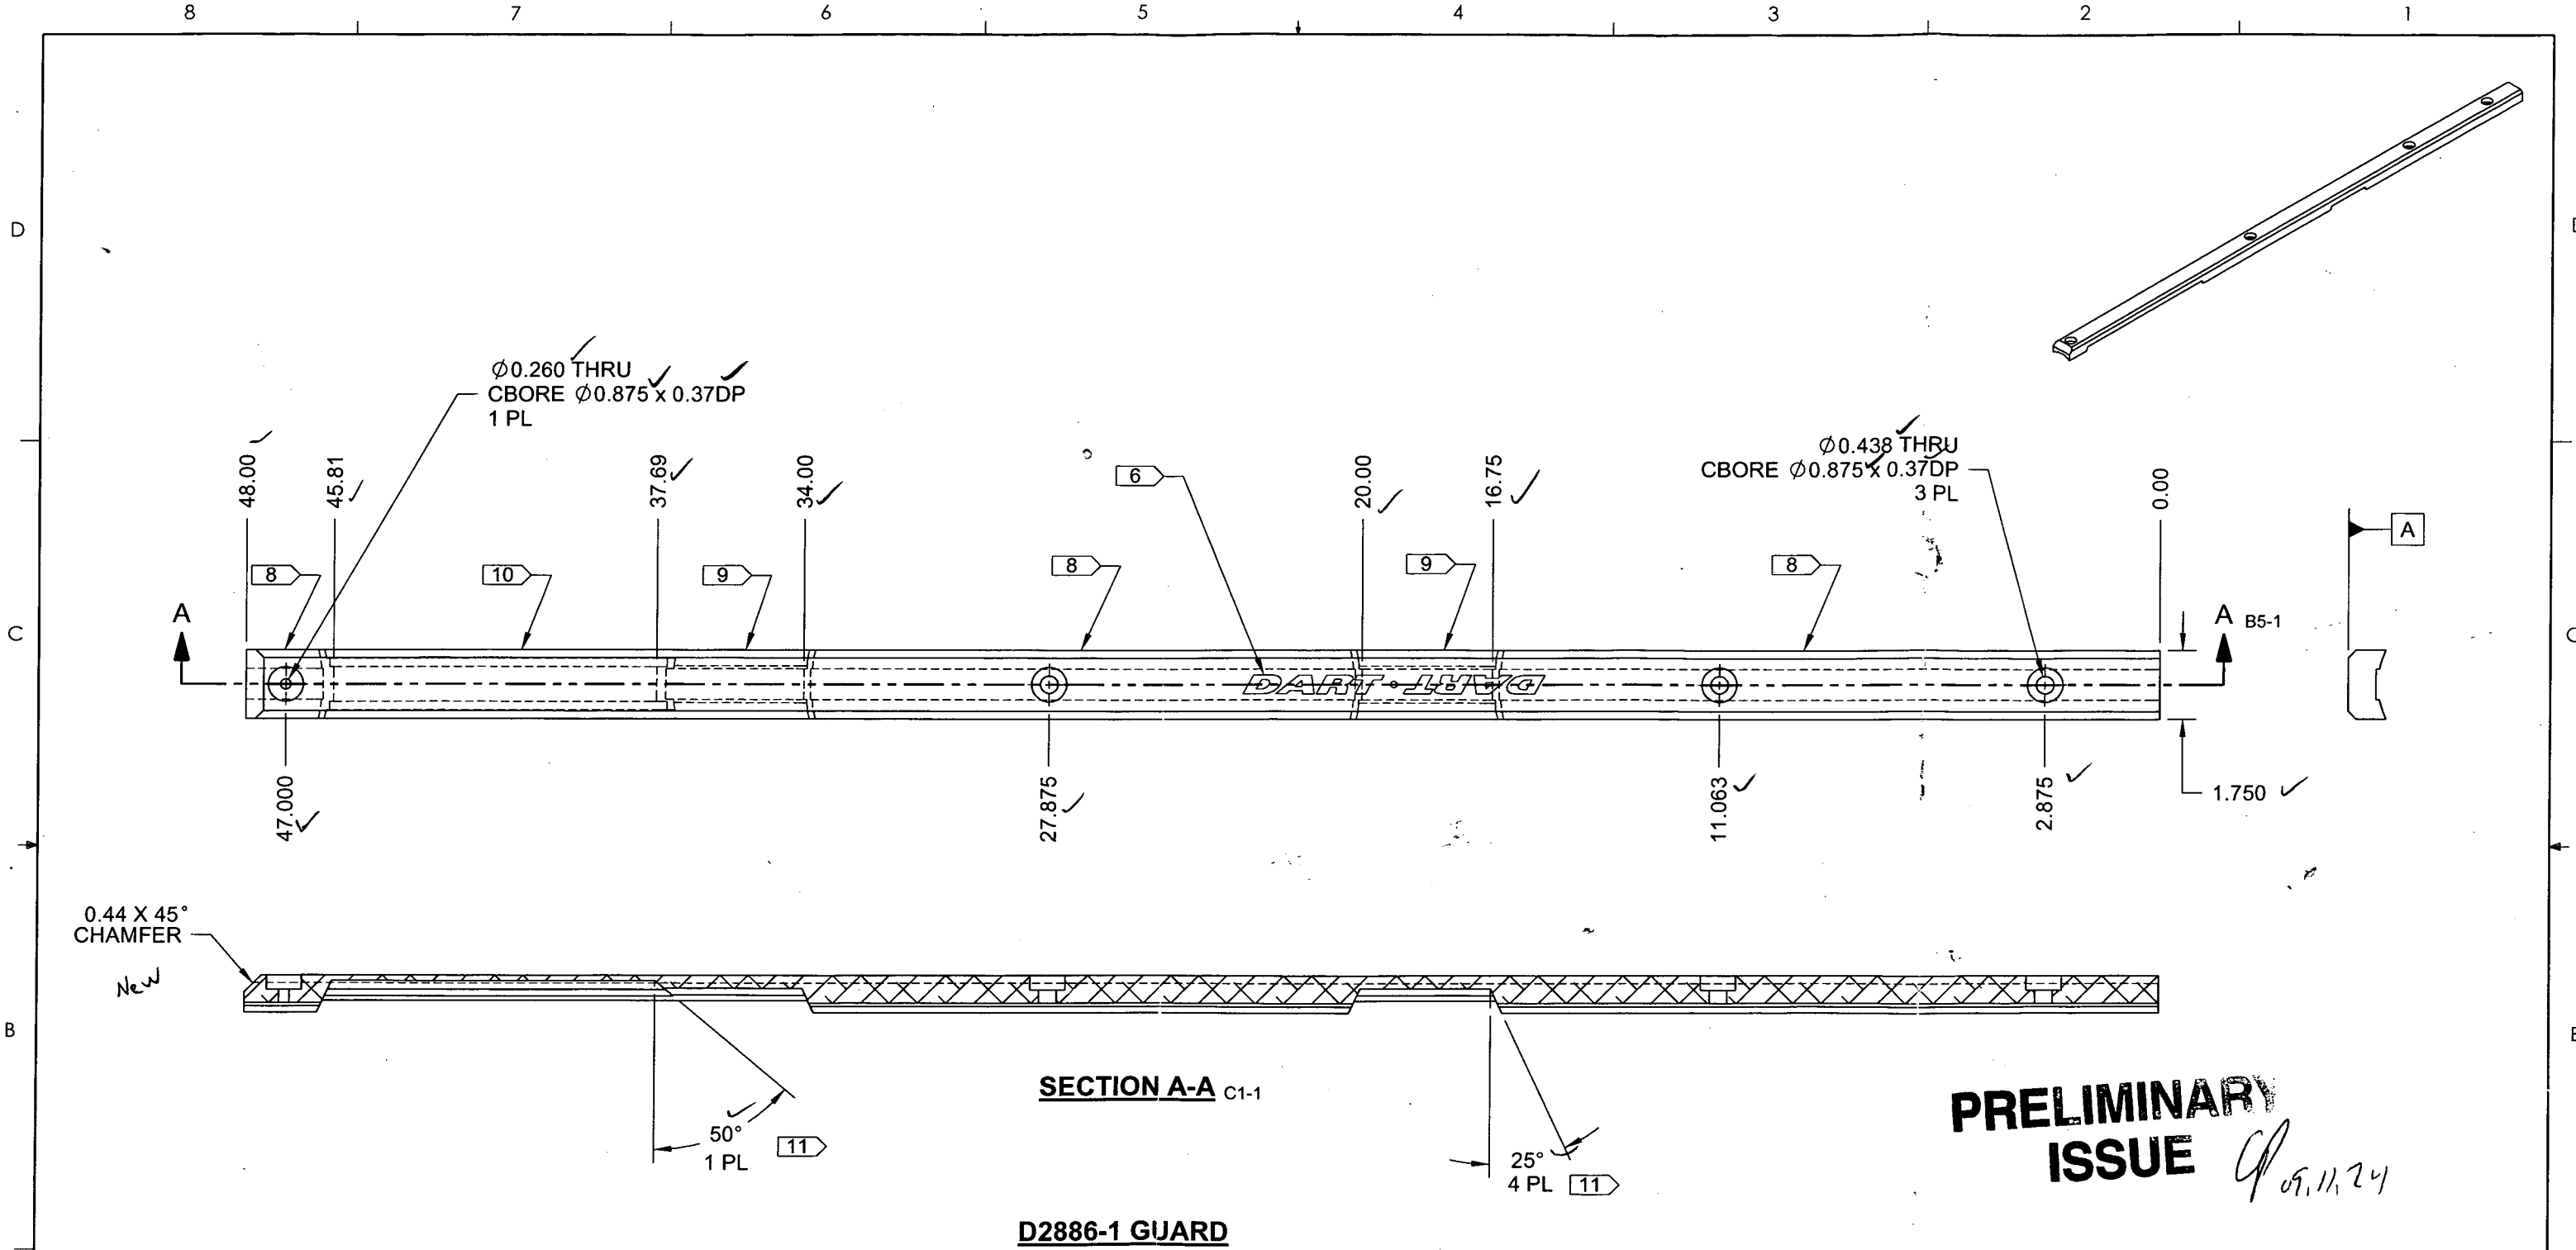 8 7 6 5 4 3 2 1
D
Ø0.260 THRU
CBORE Ø0.875 x 0.37DP
1 PL
Ø0.438 THRU
CBORE Ø0.875 x 0.37DP
3 PL
48.00
45.81
37.69
34.00
6
20.00
16.75
0.00
A
8
10
9
8
9
8
A
A B5-1
C
DART • DART
47.000
27.875
11.063
2.875
1.750
0.44 X 45°
CHAMFER
New
B
SECTION A-A C1-1
50°
1 PL
11
25°
4 PL
11
PRELIMINARY
ISSUE
09.11.24
D2886-1 GUARD